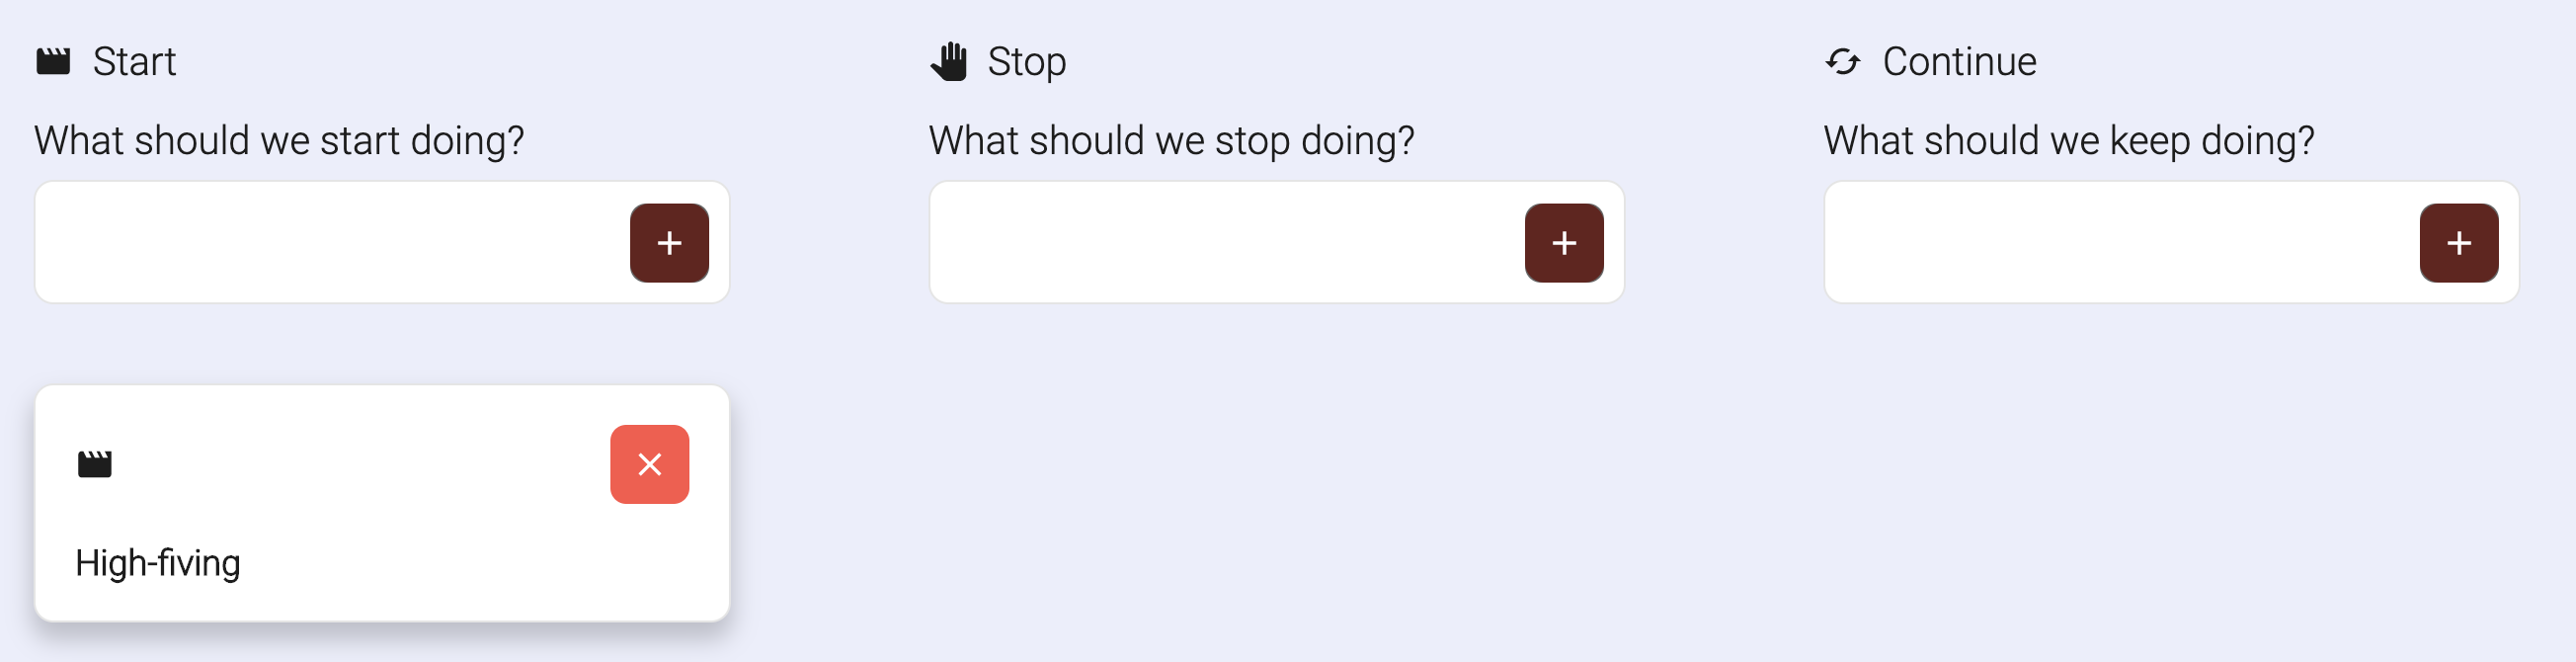 Start
What should we start doing?
High-fiving
Stop
What should we stop doing?
Continue
What should we keep doing?